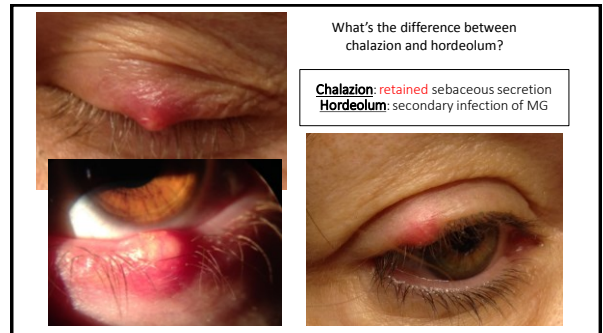 What's the difference between
chalazion and hordeolum?
Chalazion: retained sebaceous secretion
Hordeolum: secondary infection of MG